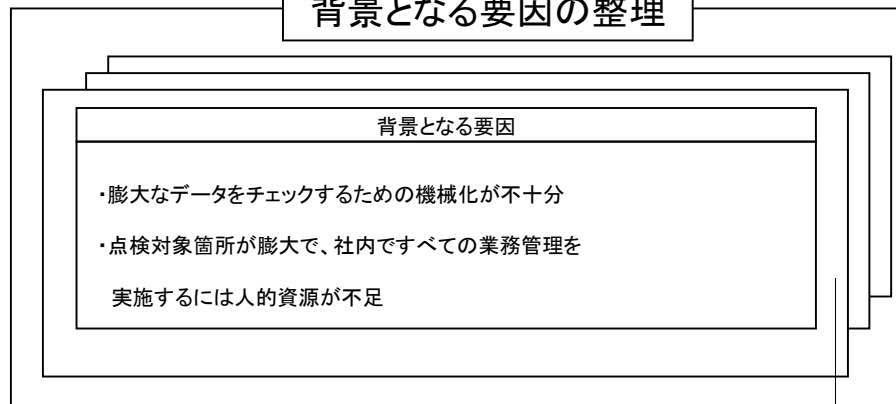 背景となる要因の整理
背景となる要因
・膨大なデータをチェックするための機械化が不十分
・点検対象箇所が膨大で、社内ですべての業務管理を
実施するには人的資源が不足